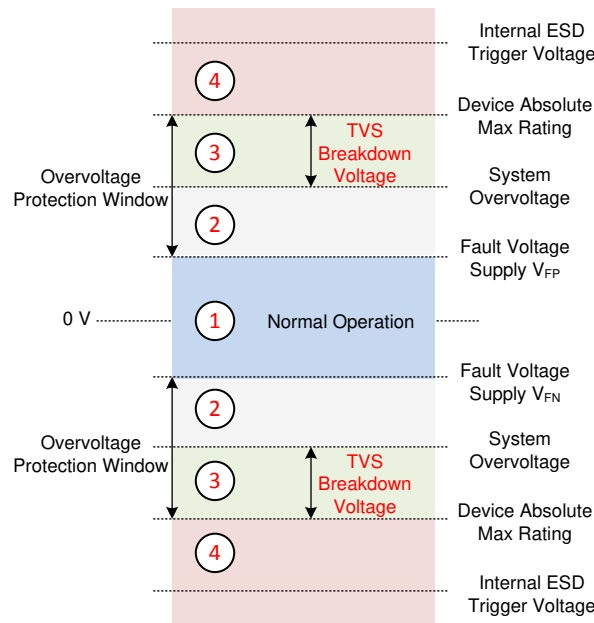 Internal ESD
Trigger Voltage
4
Device Absolute
Max Rating
3
TVS
Breakdown
Voltage
Overvoltage
Protection Window
System
Overvoltage
2
Fault Voltage
Supply VFP
0 V
1
Normal Operation
Fault Voltage
Supply VFN
2
System
Overvoltage
Overvoltage
Protection Window
3
TVS
Breakdown
Voltage
Device Absolute
Max Rating
4
Internal ESD
Trigger Voltage